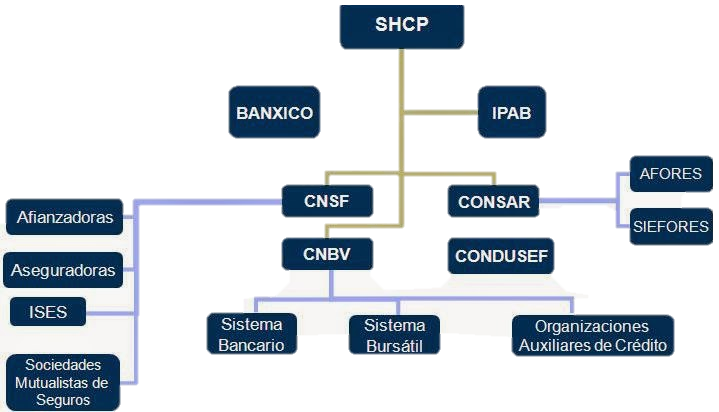 SHCP
BANXICO
IPAB
CNSF
CONSAR
AFORES
SIEFORES
Afianzadoras
Aseguradoras
ISES
Sociedades
Mutualistas de
Seguros
CNBV
CONDUSEF
Sistema
Bancario
Sistema
Bursátil
Organizaciones
Auxiliares de Crédito